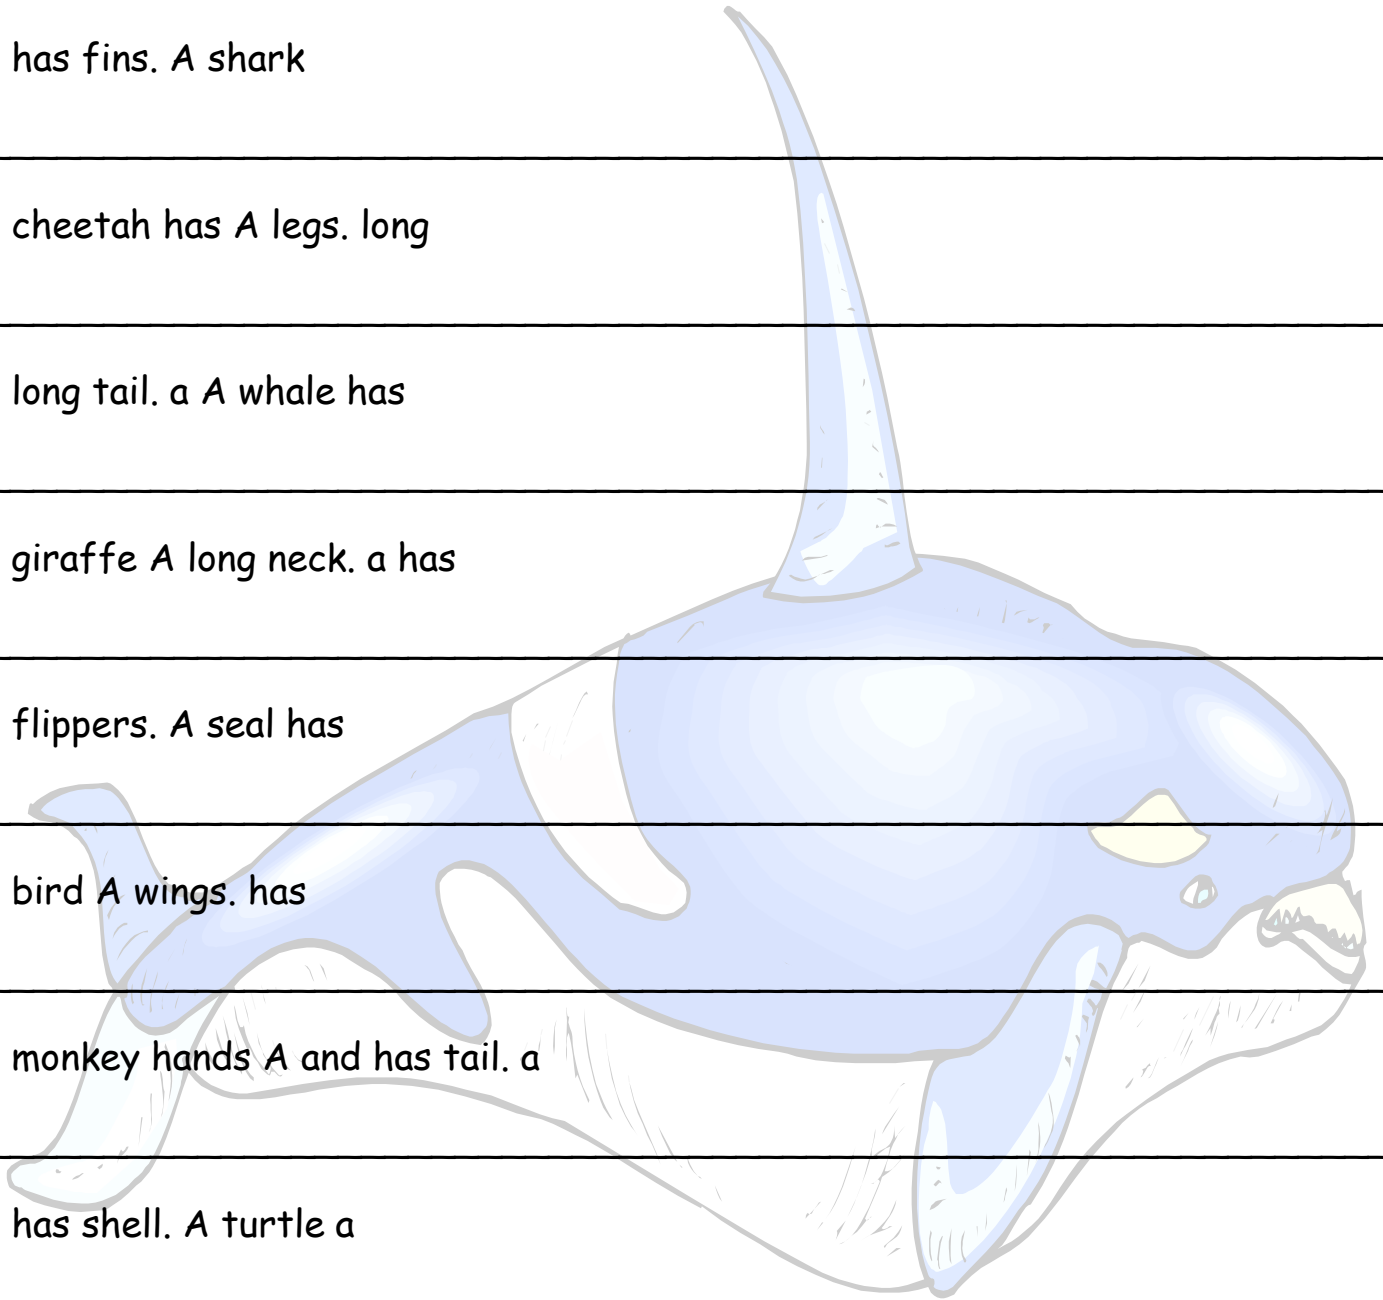 has fins. A shark
cheetah has A legs. long
long tail. a A whale has
giraffe A long neck. a has
flippers. A seal has
bird A wings. has
monkey hands A and has tail. a
has shell. A turtle a